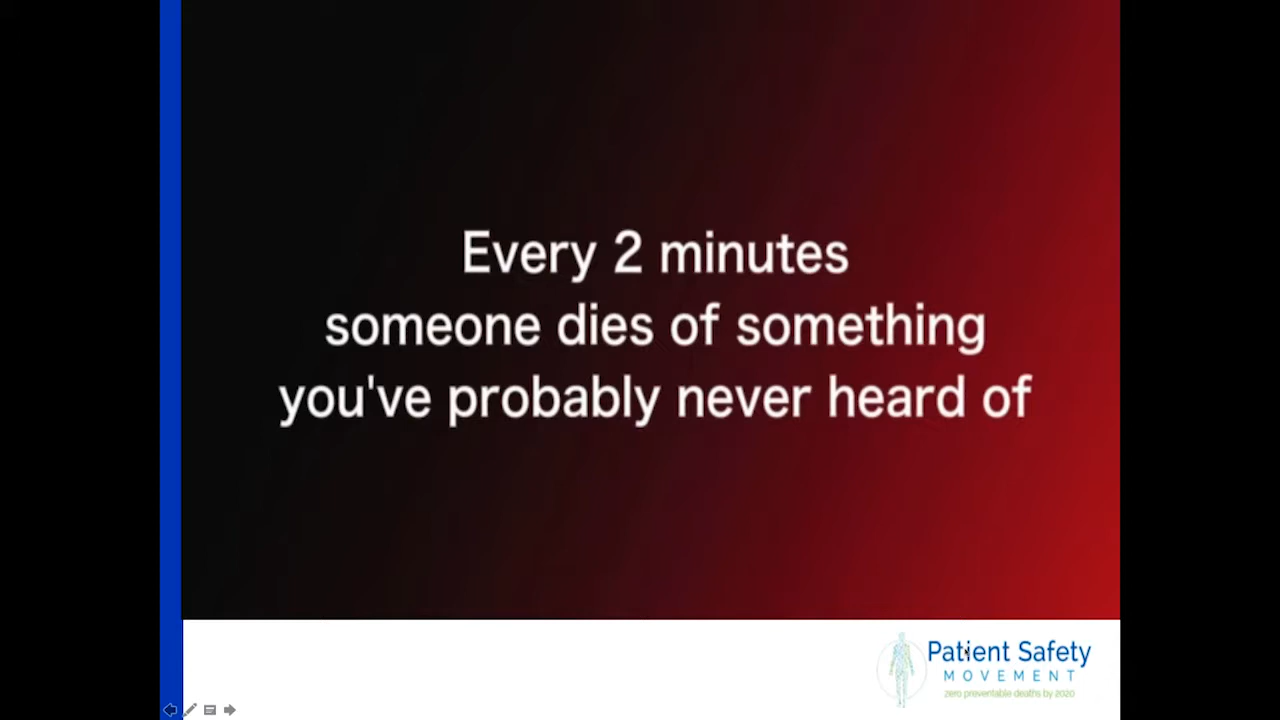 Every 2 minutes
someone dies of something
you've probably never heard of
Patient Safety
MOVEMENT
zero preventable deaths by 2020